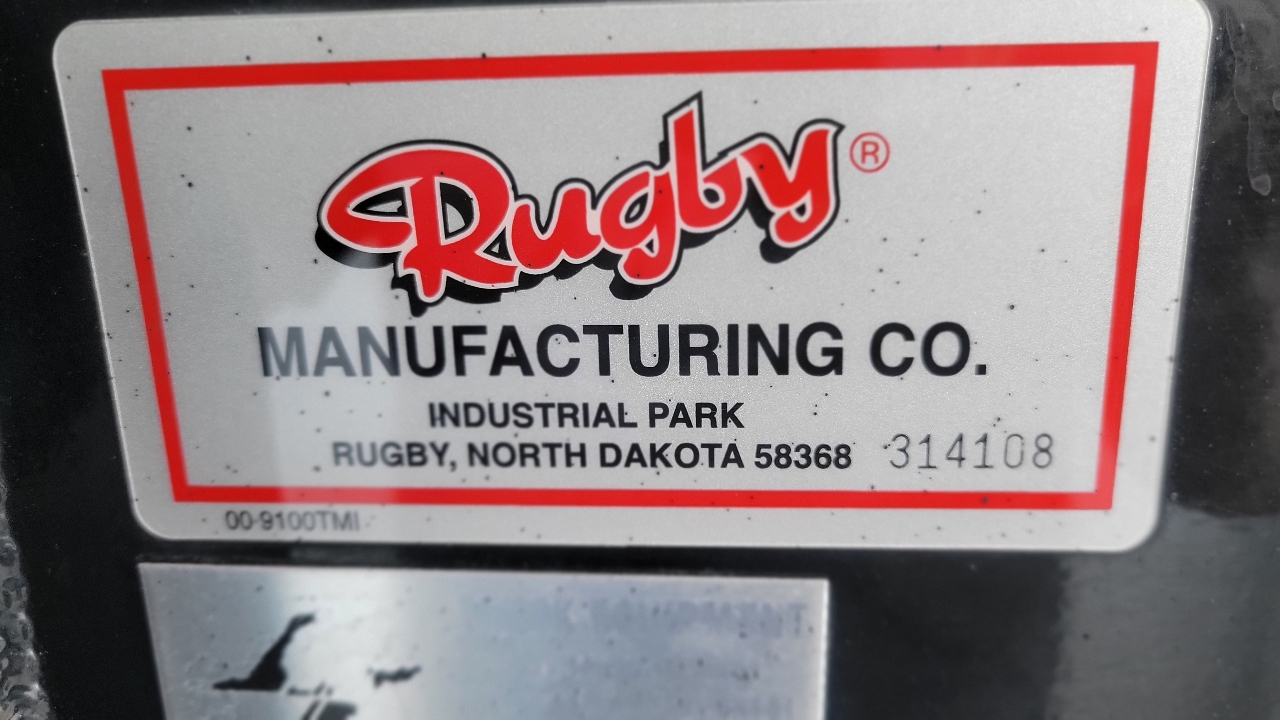 Rugby®
MANUFACTURING CO.
INDUSTRIAL PARK
RUGBY, NORTH DAKOTA 58368 314108
00-9100TMI